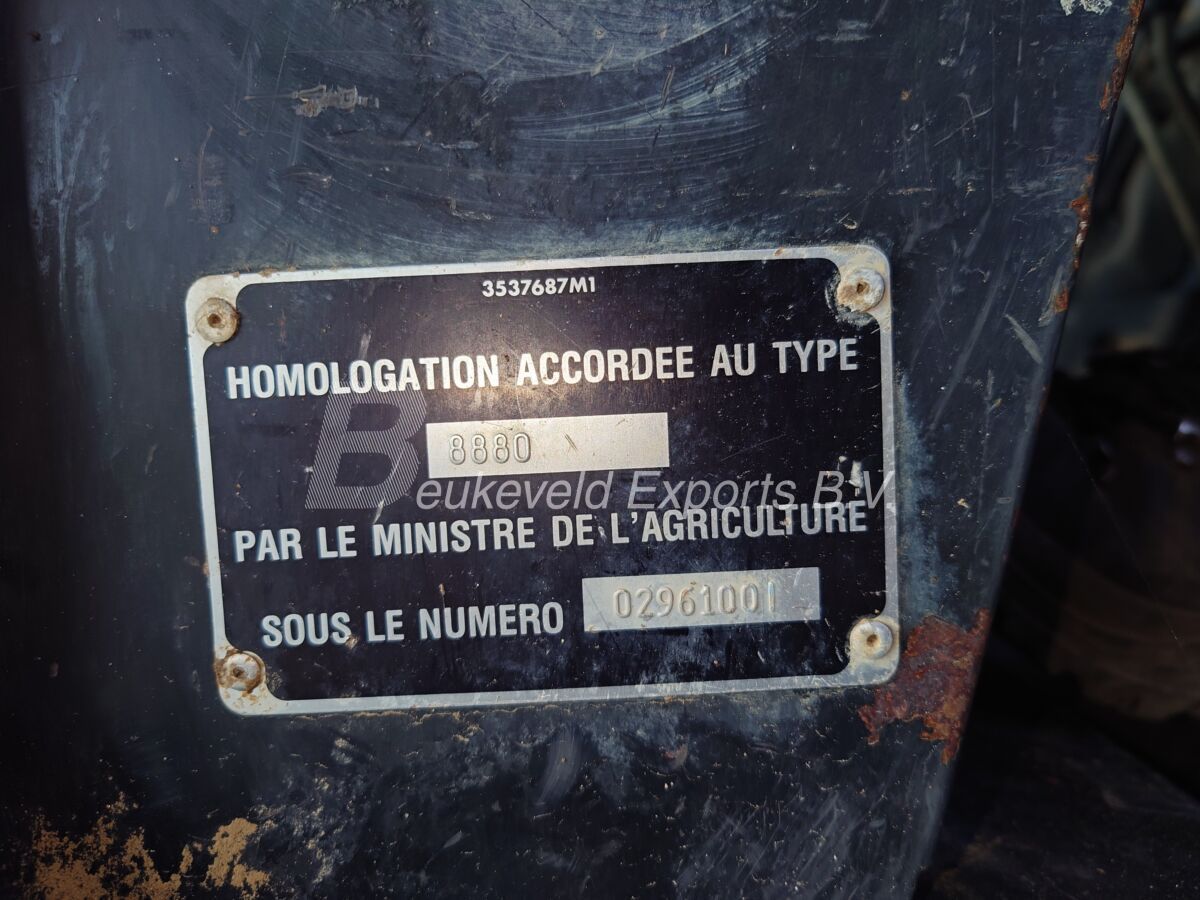 3537687M1
HOMOLOGATION ACCORDEE AU TYPE
8880
Beukeveld Exports B.V.
PAR LE MINISTRE DE L'AGRICULTURE
SOUS LE NUMERO 02961001